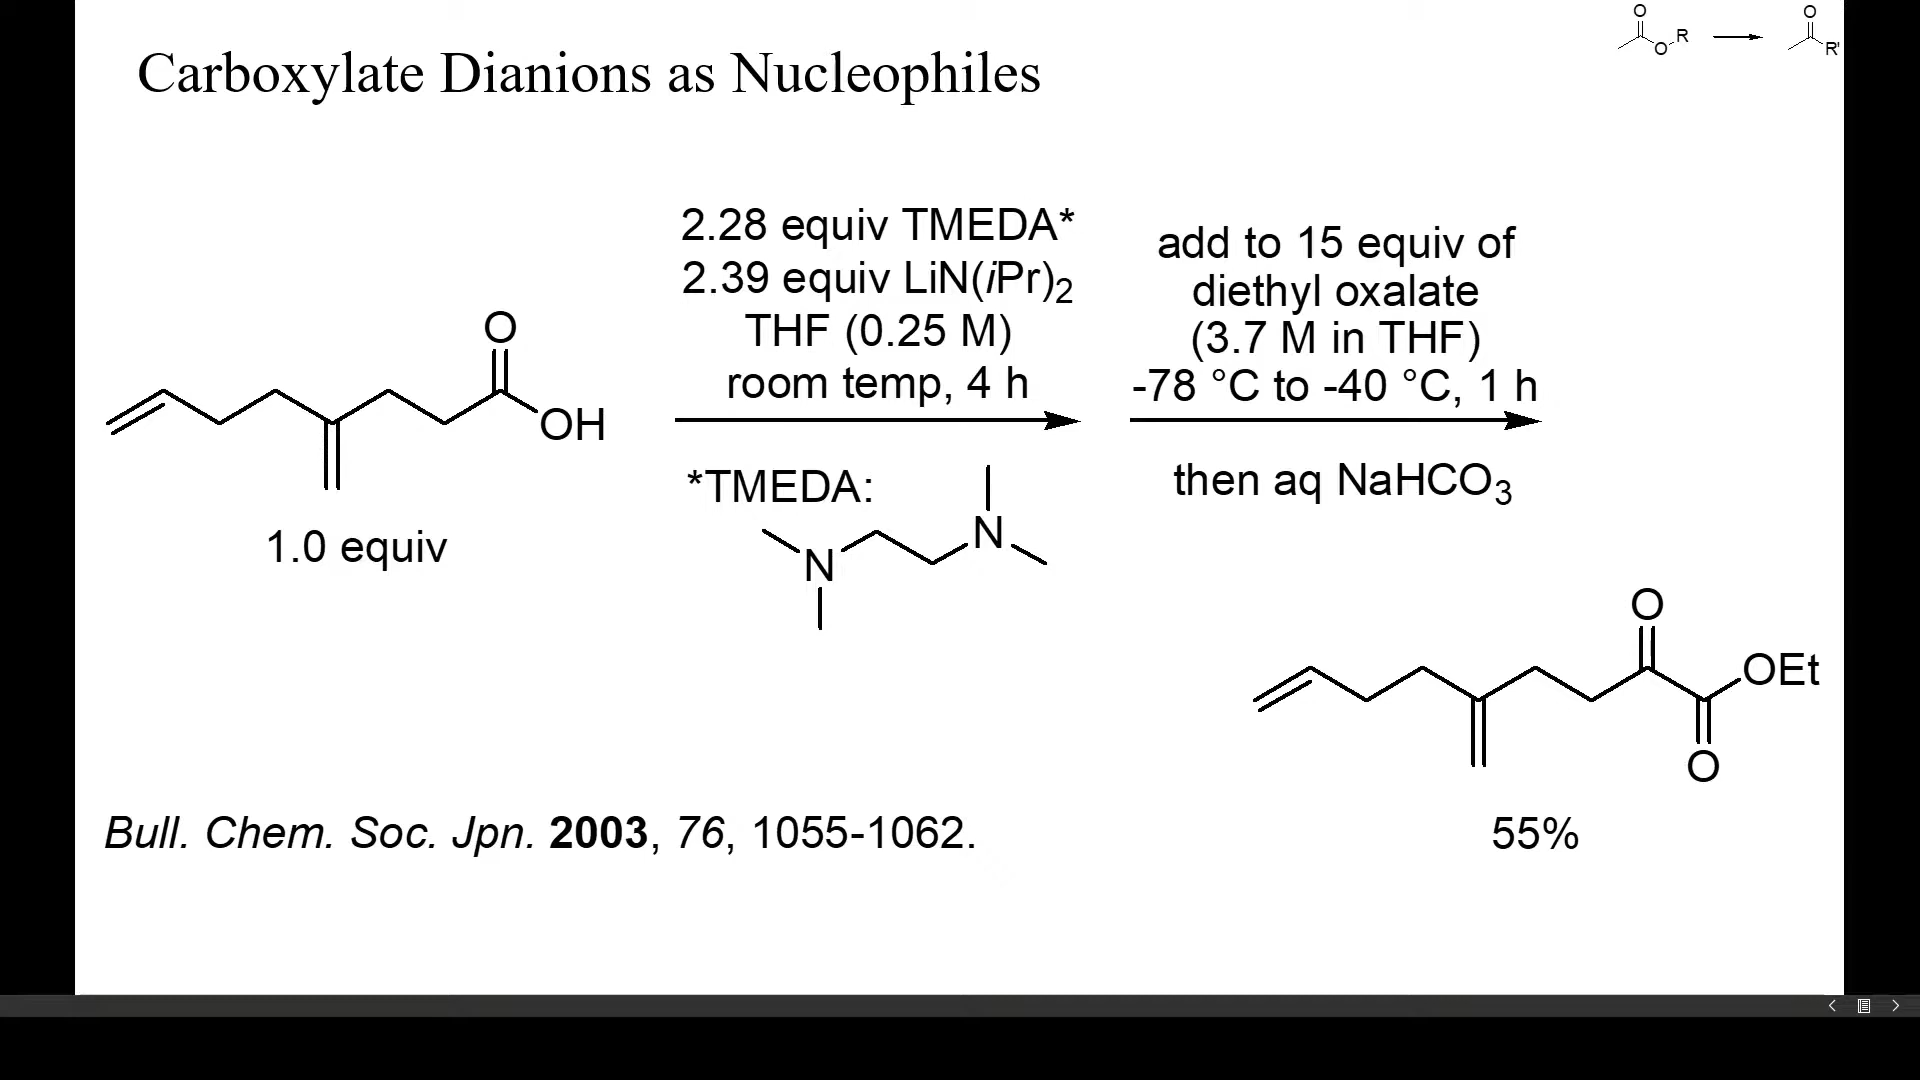 Carboxylate Dianions as Nucleophiles
O
O R
O
R'
2.28 equiv TMEDA*
2.39 equiv LiN(iPr)2
THF (0.25 M)
room temp, 4 h
add to 15 equiv of
diethyl oxalate
(3.7 M in THF)
-78 °C to -40 °C, 1 h
O
OH
1.0 equiv
*TMEDA:
N
N
then aq NaHCO3
O
OEt
O
55%
Bull. Chem. Soc. Jpn. 2003, 76, 1055-1062.